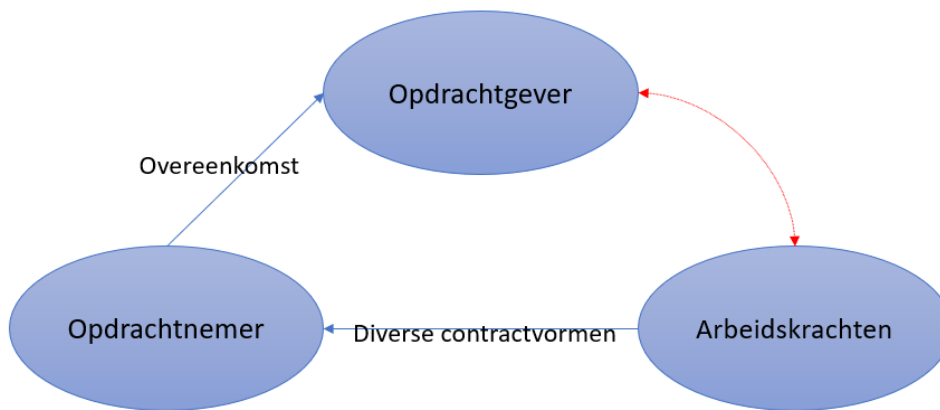 Opdrachtgever
Overeenkomst
Opdrachtnemer
Diverse contractvormen
Arbeidskrachten